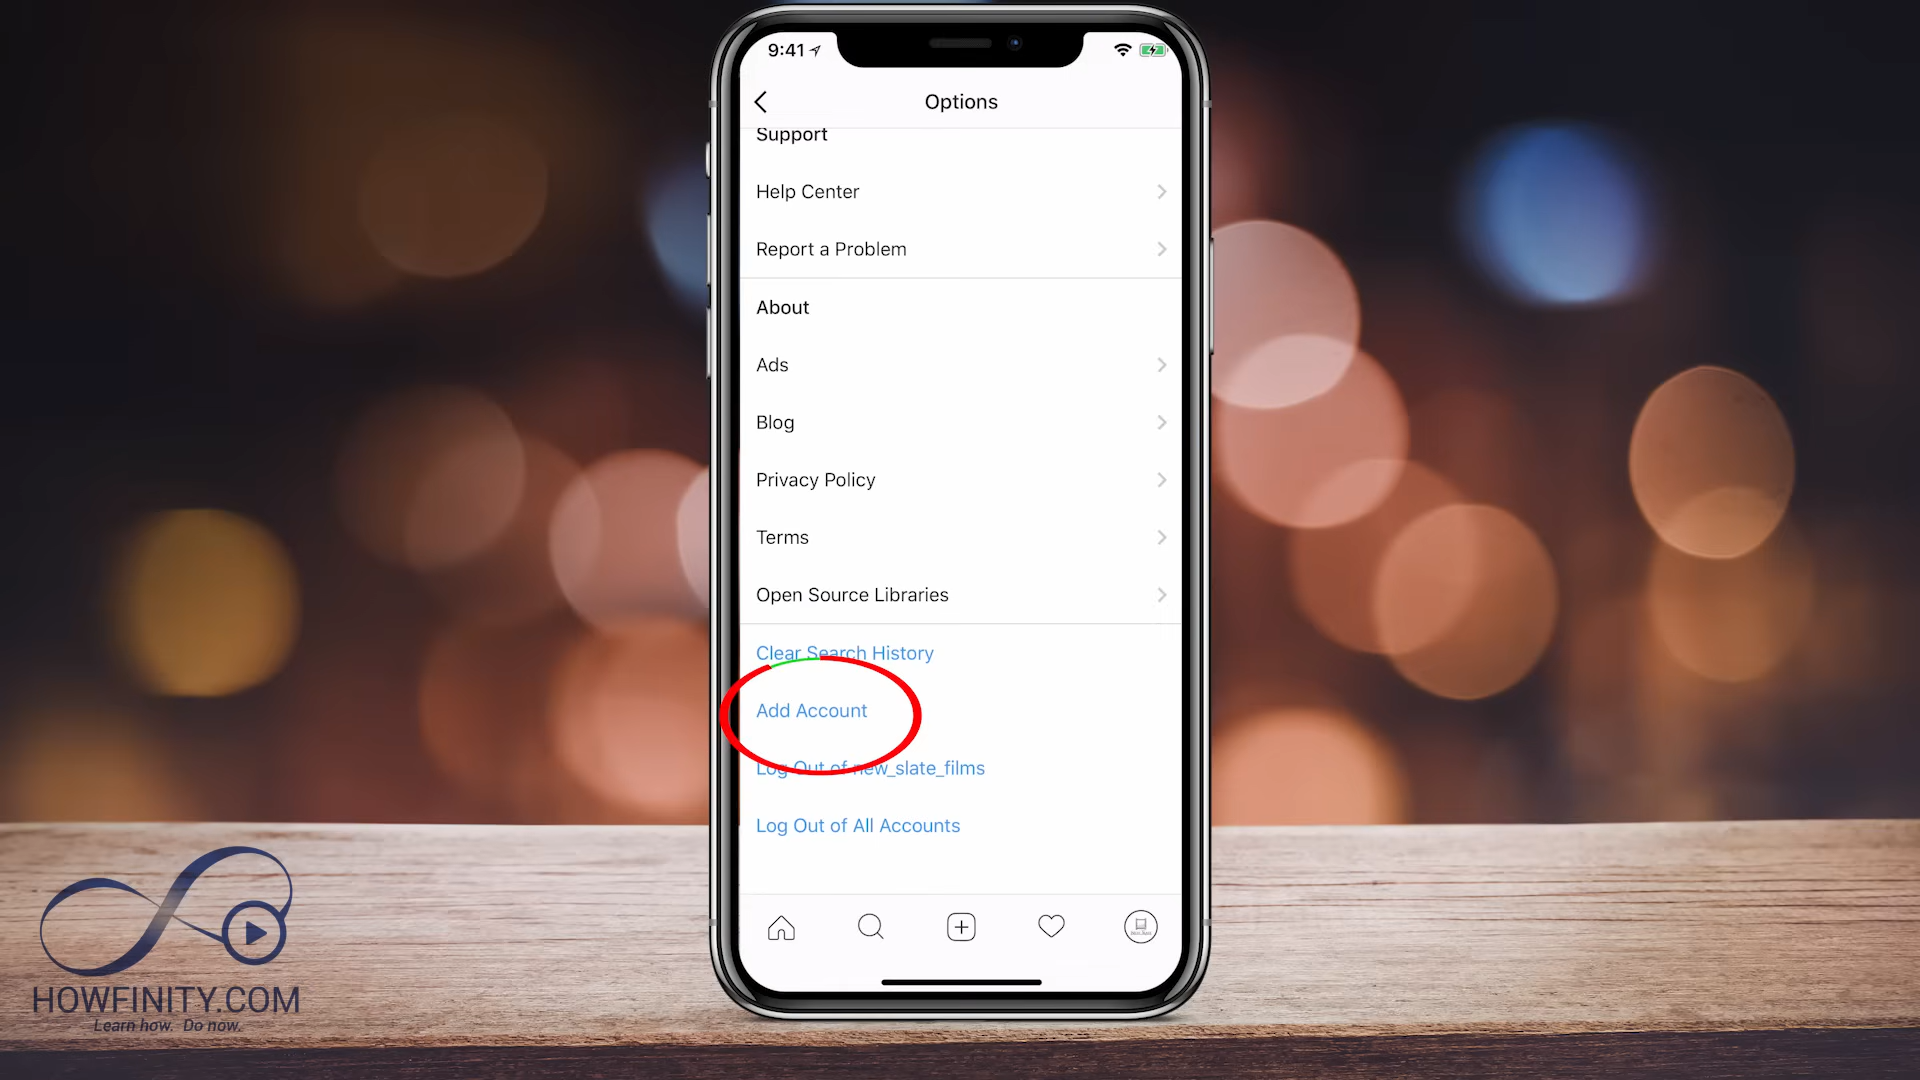 9:41
Options
Support
Help Center
Report a Problem
About
Ads
Blog
Privacy Policy
Terms
Open Source Libraries
Clear Search History
Add Account
Log Out of new_slate_films
Log Out of All Accounts
HOWFINITY.COM
Learn how. Do now.